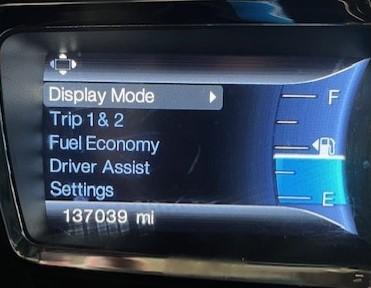 Display Mode
F
Trip 1 & 2
Fuel Economy
Driver Assist
Settings
E
137039 mi